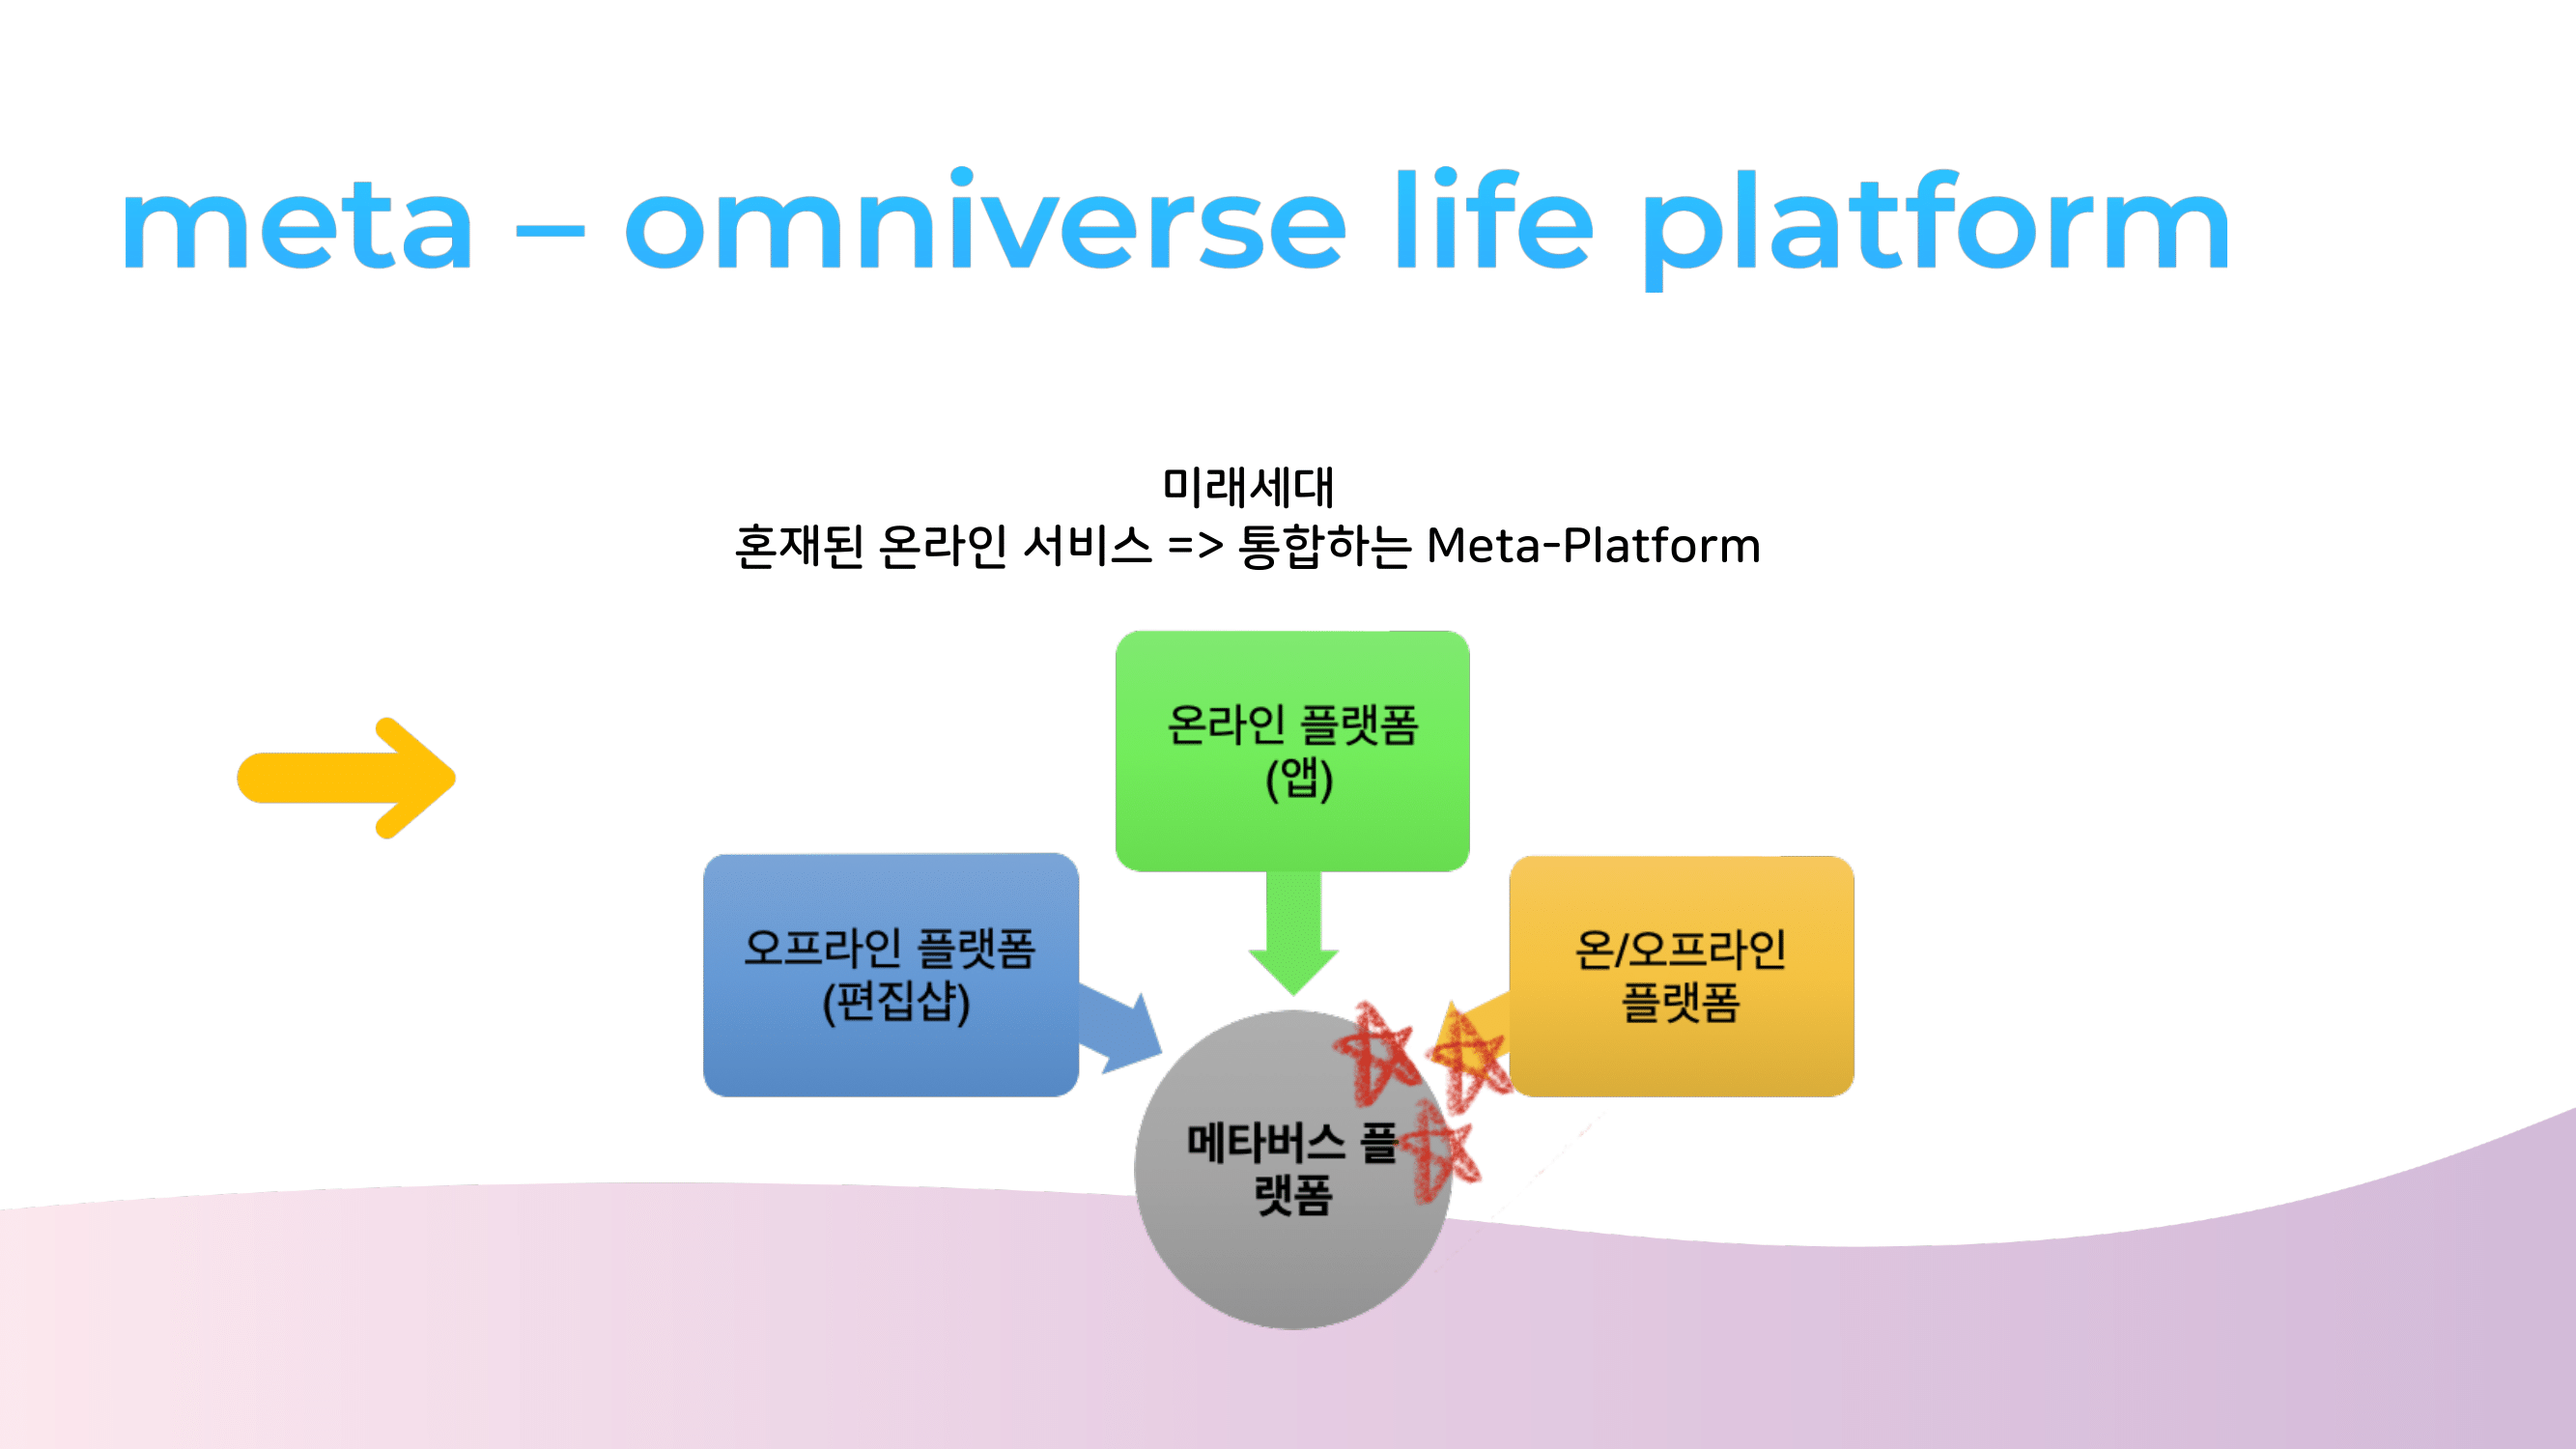 meta – omniverse life platform
미래세대
혼재된 온라인 서비스 => 통합하는 Meta-Platform
온라인 플랫폼
(앱)
오프라인 플랫폼
(편집샵)
온/오프라인
플랫폼
메타버스 플
랫폼